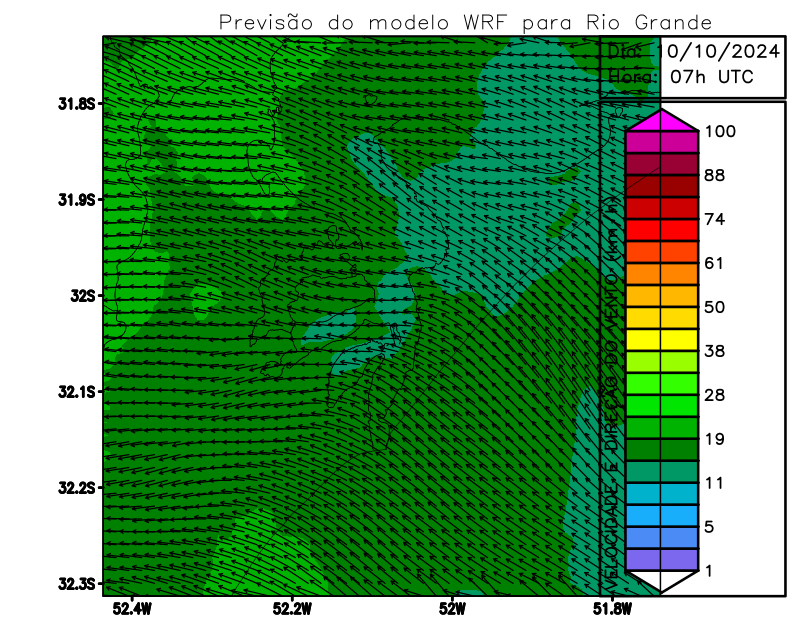 Previsão do modelo WRF para Rio Grande
Dia: 10/10/2024
Hora: 07h UTC
31.8S
31.9S
32S
32.1S
32.2S
32.3S
52.4W
52.2W
52W
51.8W
VELOCIDADE E DIREÇÃO DO VENTO (km/h)
100
88
74
61
50
38
28
19
11
5
1